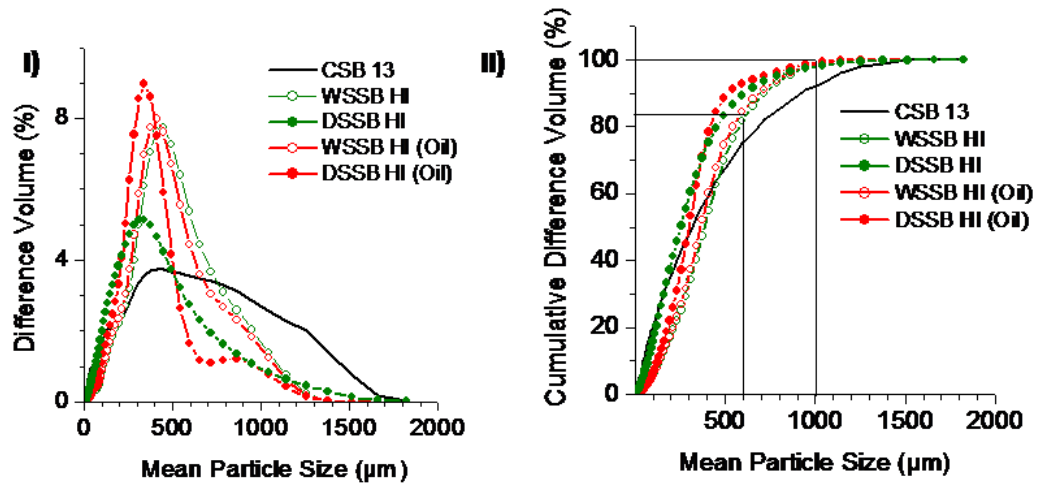 I)
Difference Volume (%)
8
4
0
0
500
1000
1500
2000
Mean Particle Size (µm)
CSB 13
WSSB HI
DSSB HI
WSSB HI (Oil)
DSSB HI (Oil)
II)
Cumulative Difference Volume (%)
100
80
60
40
20
0
500
1000
1500
2000
Mean Particle Size (µm)
CSB 13
WSSB HI
DSSB HI
WSSB HI (Oil)
DSSB HI (Oil)